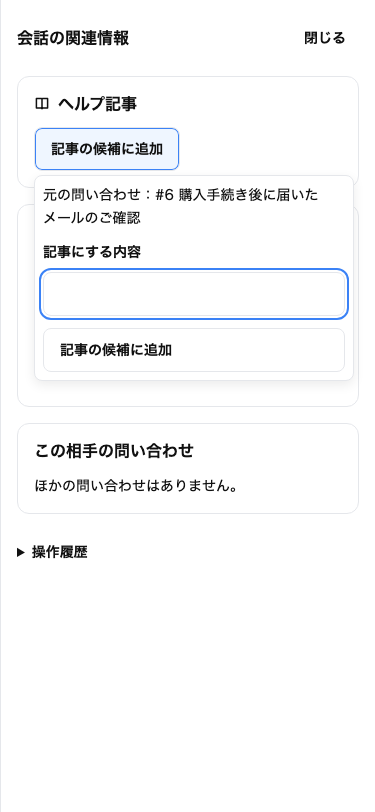 会話の関連情報
閉じる
ヘルプ記事
記事の候補に追加
元の問い合わせ：#6 購入手続き後に届いた
メールのご確認
記事にする内容
記事の候補に追加
この相手の問い合わせ
ほかの問い合わせはありません。
操作履歴